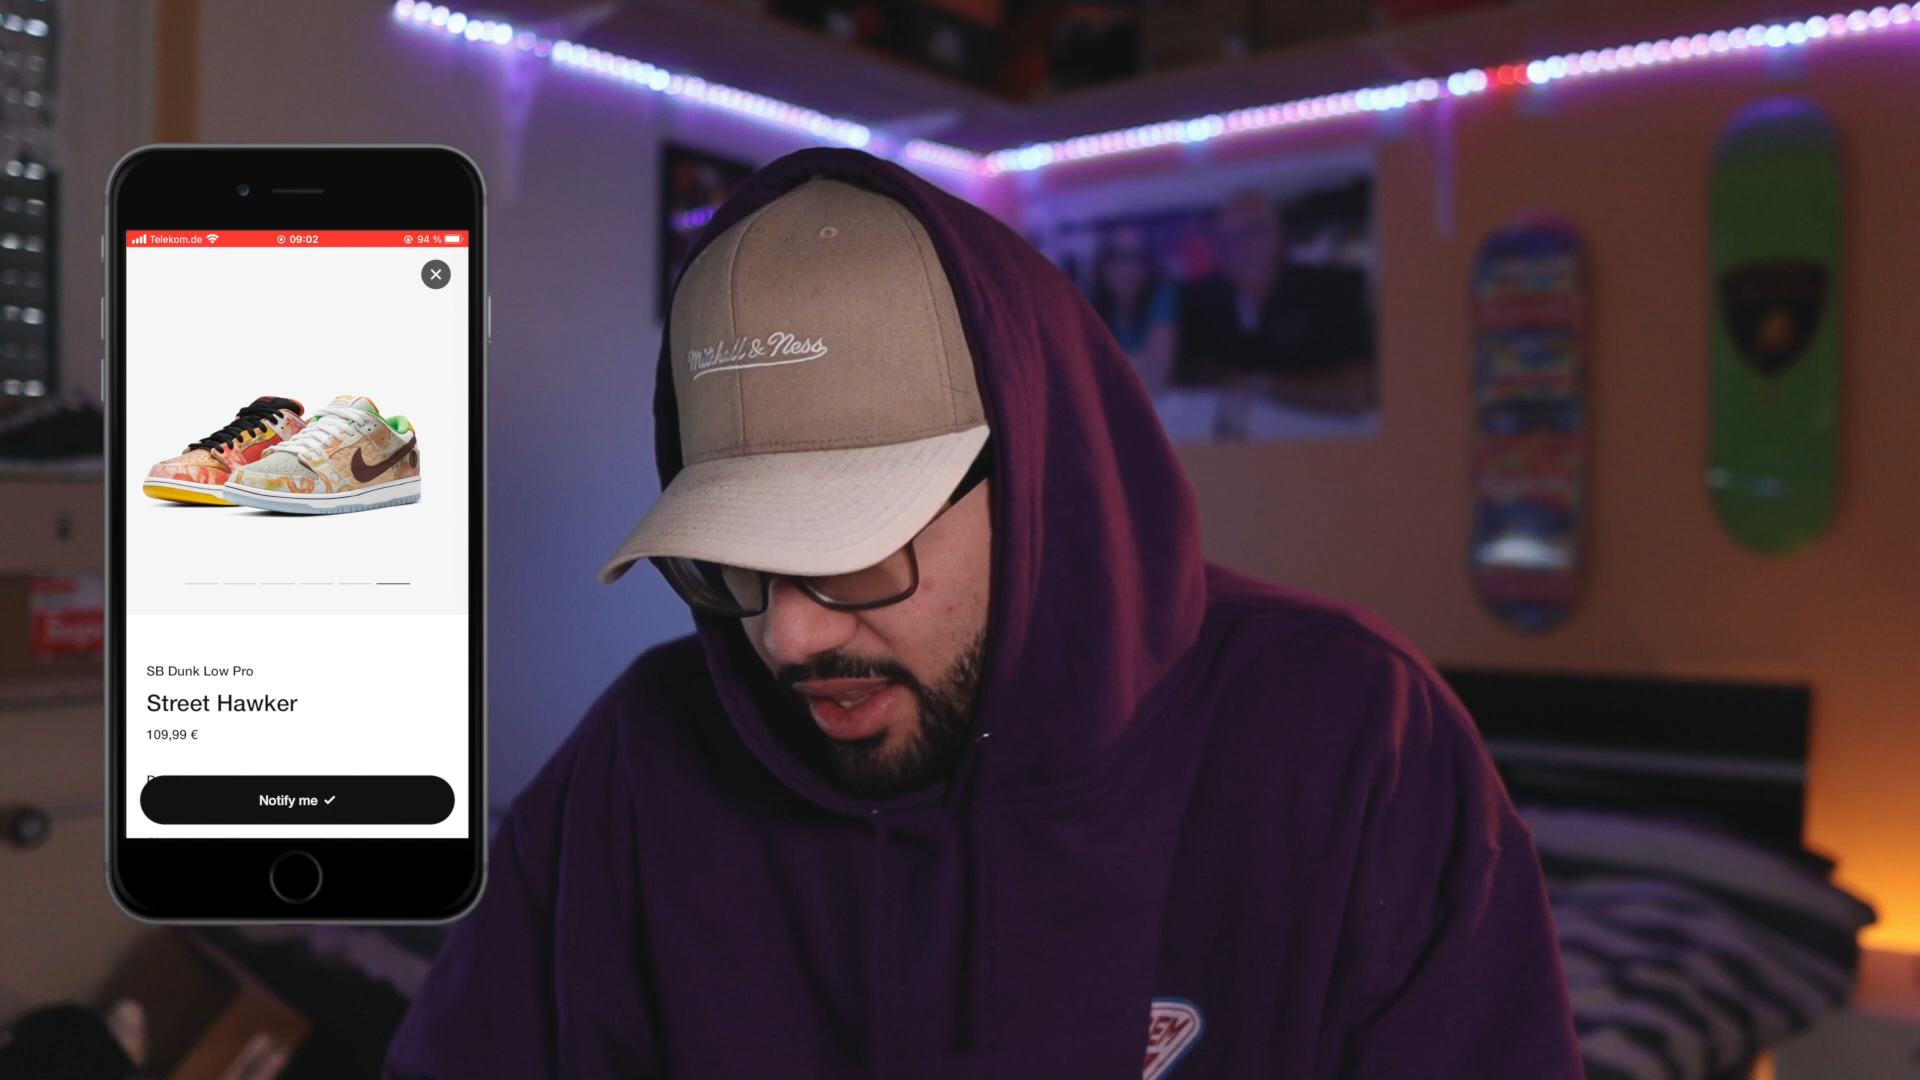 Telekom.de
09:02
94 %
SB Dunk Low Pro
Street Hawker
109,99 €
Notify me
Mitchell & Ness